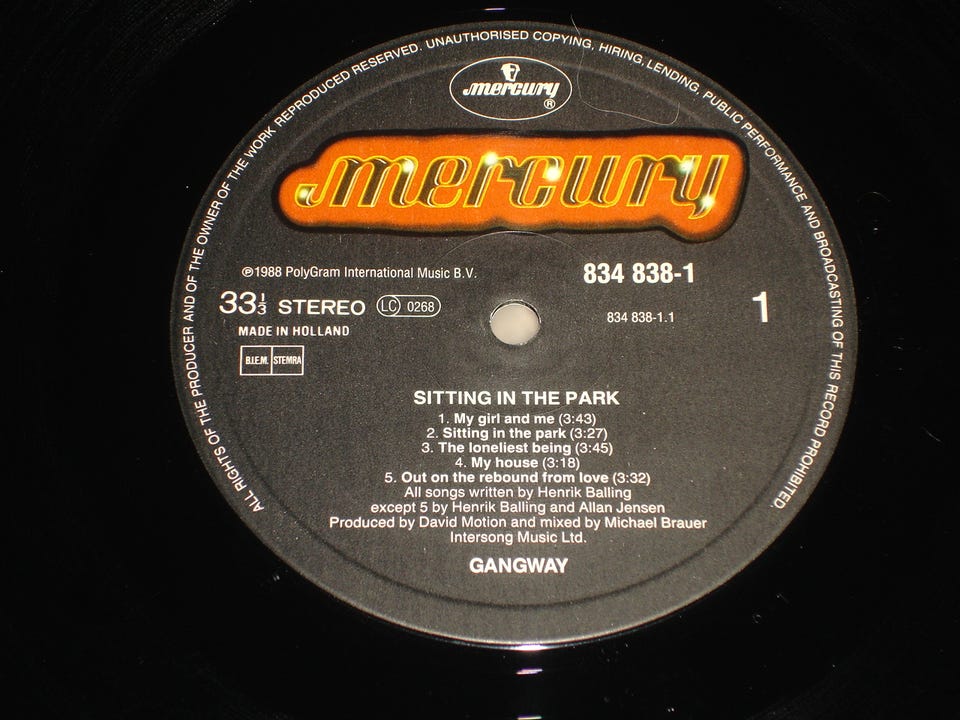 ALL RIGHTS OF THE PRODUCER AND OF THE OWNER OF THE WORK REPRODUCED RESERVED. UNAUTHORISED COPYING, HIRING, LENDING, PUBLIC PERFORMANCE AND BROADCASTING OF THIS RECORD PROHIBITED.
mercury
®
mercury
℗1988 PolyGram International Music B.V.
834 838-1
33⅓ STEREO LC 0268
834 838-1.1
1
MADE IN HOLLAND
B.I.E.M. STEMRA
SITTING IN THE PARK
1. My girl and me (3:43)
2. Sitting in the park (3:27)
3. The loneliest being (3:45)
4. My house (3:18)
5. Out on the rebound from love (3:32)
All songs written by Henrik Balling
except 5 by Henrik Balling and Allan Jensen
Produced by David Motion and mixed by Michael Brauer
Intersong Music Ltd.
GANGWAY